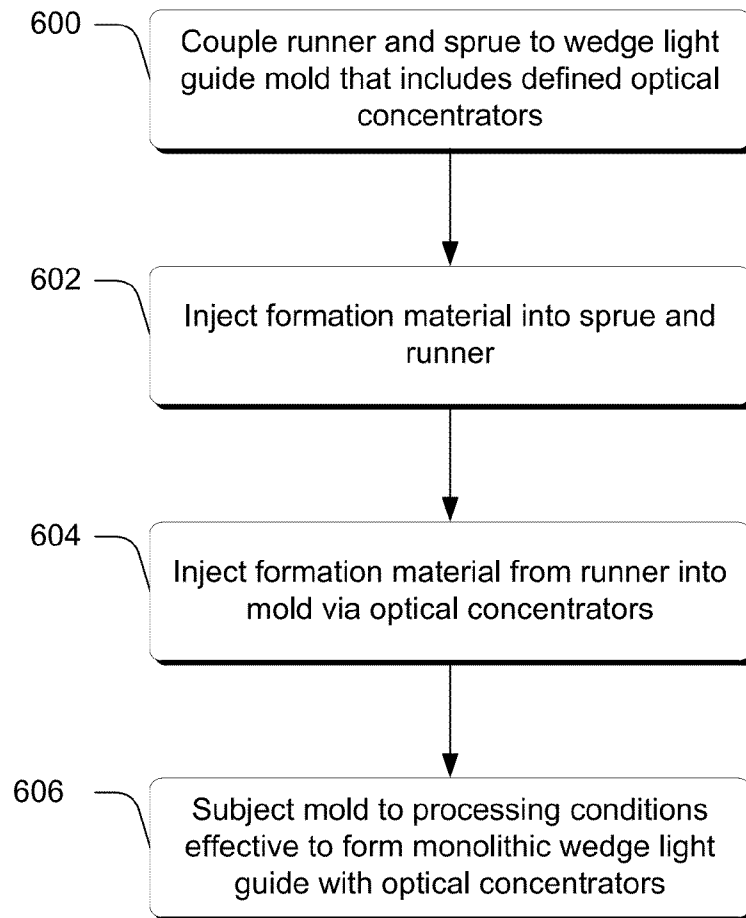 600
Couple runner and sprue to wedge light
guide mold that includes defined optical
concentrators
602
Inject formation material into sprue and
runner
604
Inject formation material from runner into
mold via optical concentrators
606
Subject mold to processing conditions
effective to form monolithic wedge light
guide with optical concentrators